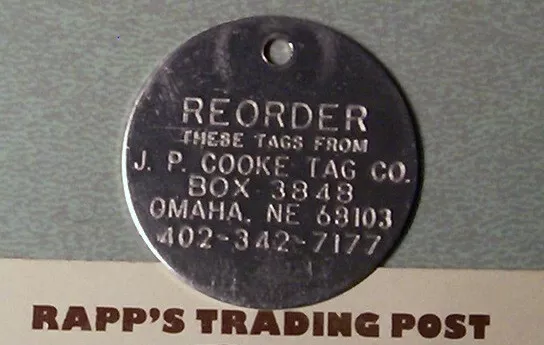 REORDER
THESE TAGS FROM
J. P. COOKE TAG CO.
BOX 3848
OMAHA, NE 68103
402-342-7177
RAPP'S TRADING POST